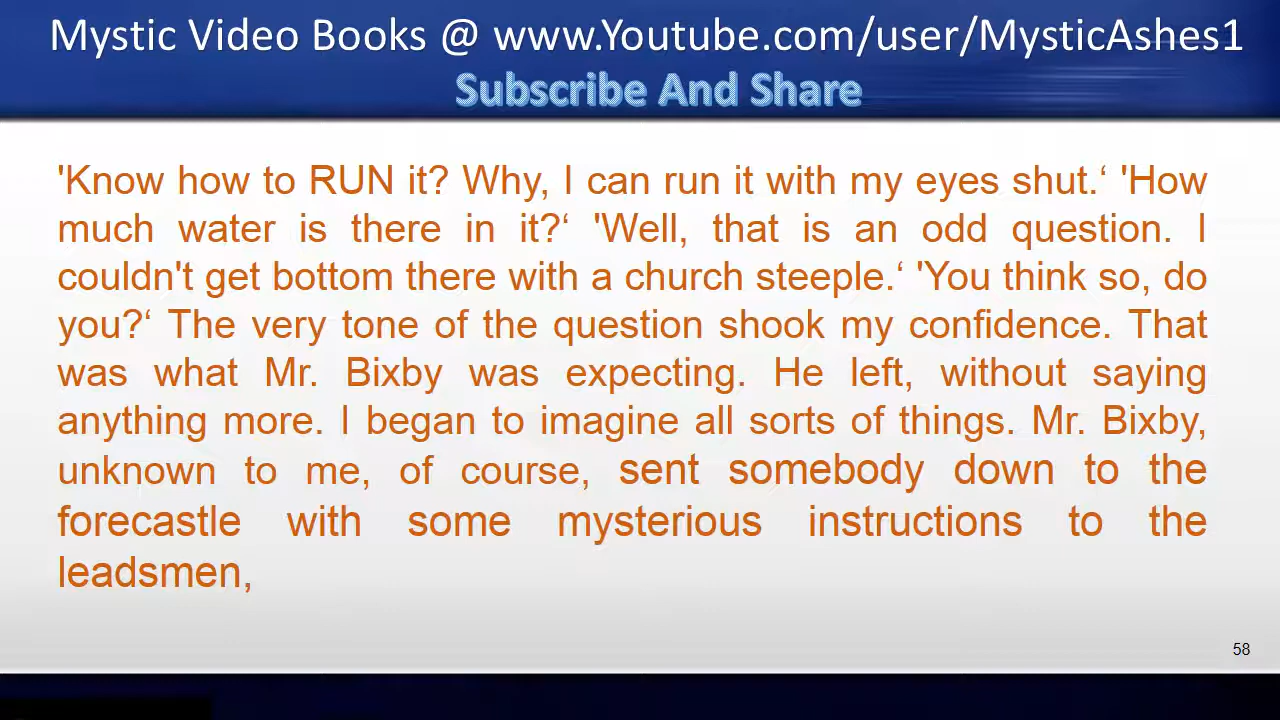 Mystic Video Books @ www.Youtube.com/user/MysticAshes1
Subscribe And Share
'Know how to RUN it? Why, I can run it with my eyes shut.‘ 'How
much water is there in it?‘ 'Well, that is an odd question. I
couldn't get bottom there with a church steeple.‘ 'You think so, do
you?‘ The very tone of the question shook my confidence. That
was what Mr. Bixby was expecting. He left, without saying
anything more. I began to imagine all sorts of things. Mr. Bixby,
unknown to me, of course, sent somebody down to the
forecastle with some mysterious instructions to the
leadsmen,
58